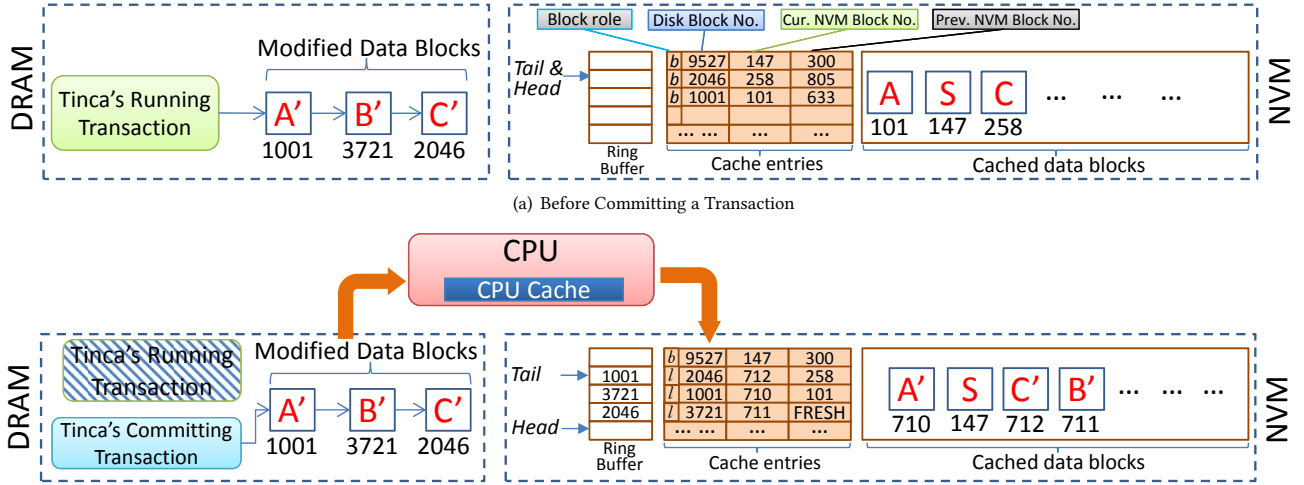 Block role Disk Block No. Cur. NVM Block No. Prev. NVM Block No.
DRAM
Modified Data Blocks
Tinca's Running
Transaction
A' B' C'
1001 3721 2046
Tail &
Head
b 9527 147 300
b 2046 258 805
b 1001 101 633
... ... ... ...
Ring
Buffer
Cache entries
A S C ... ... ...
101 147 258
Cached data blocks
NVM
(a) Before Committing a Transaction
CPU
CPU Cache
DRAM
Modified Data Blocks
Tinca's Running
Transaction
Tinca's Committing
Transaction
A' B' C'
1001 3721 2046
Tail
Head
1001
3721
2046
Ring
Buffer
b 9527 147 300
l 2046 712 258
l 1001 710 101
l 3721 711 FRESH
... ... ... ...
Cache entries
A' S C' B' ... ... ...
710 147 712 711
Cached data blocks
NVM